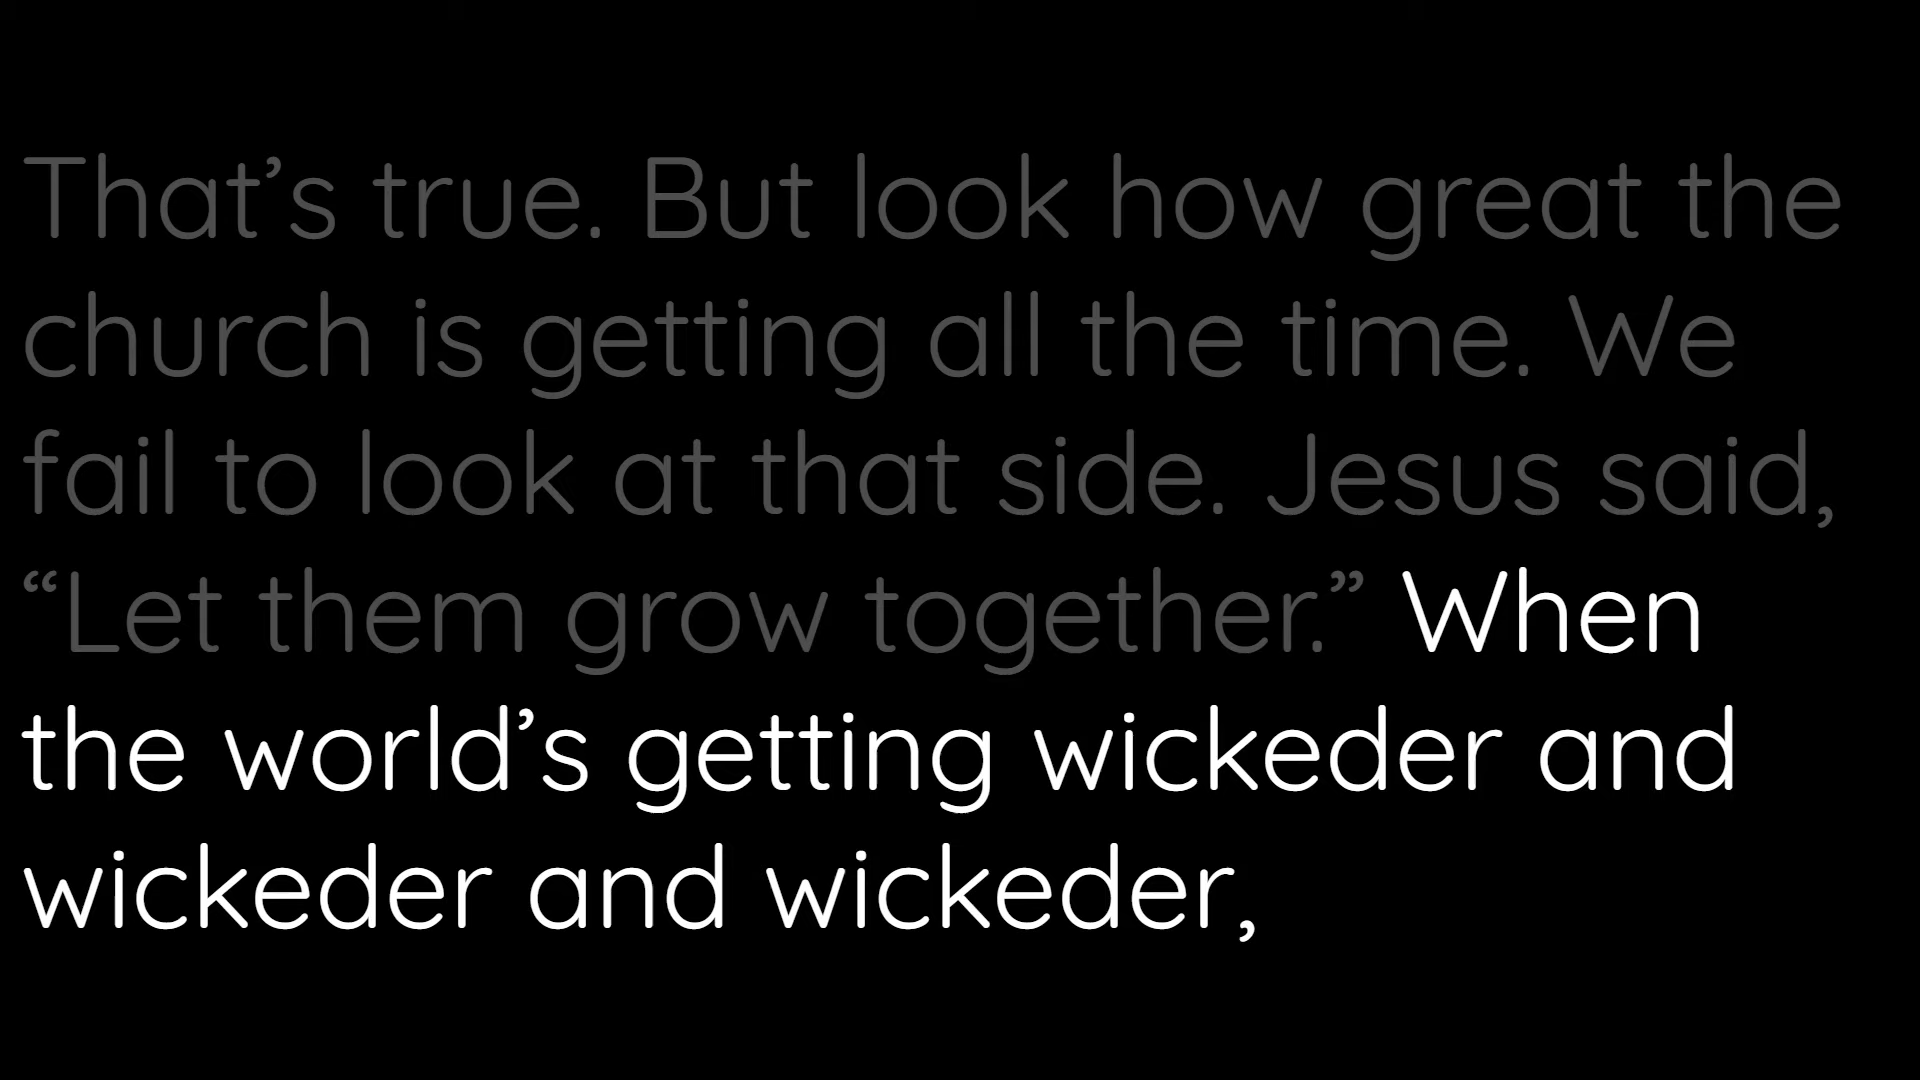 That’s true. But look how great the
church is getting all the time. We
fail to look at that side. Jesus said,
“Let them grow together.” When
the world’s getting wickeder and
wickeder and wickeder,